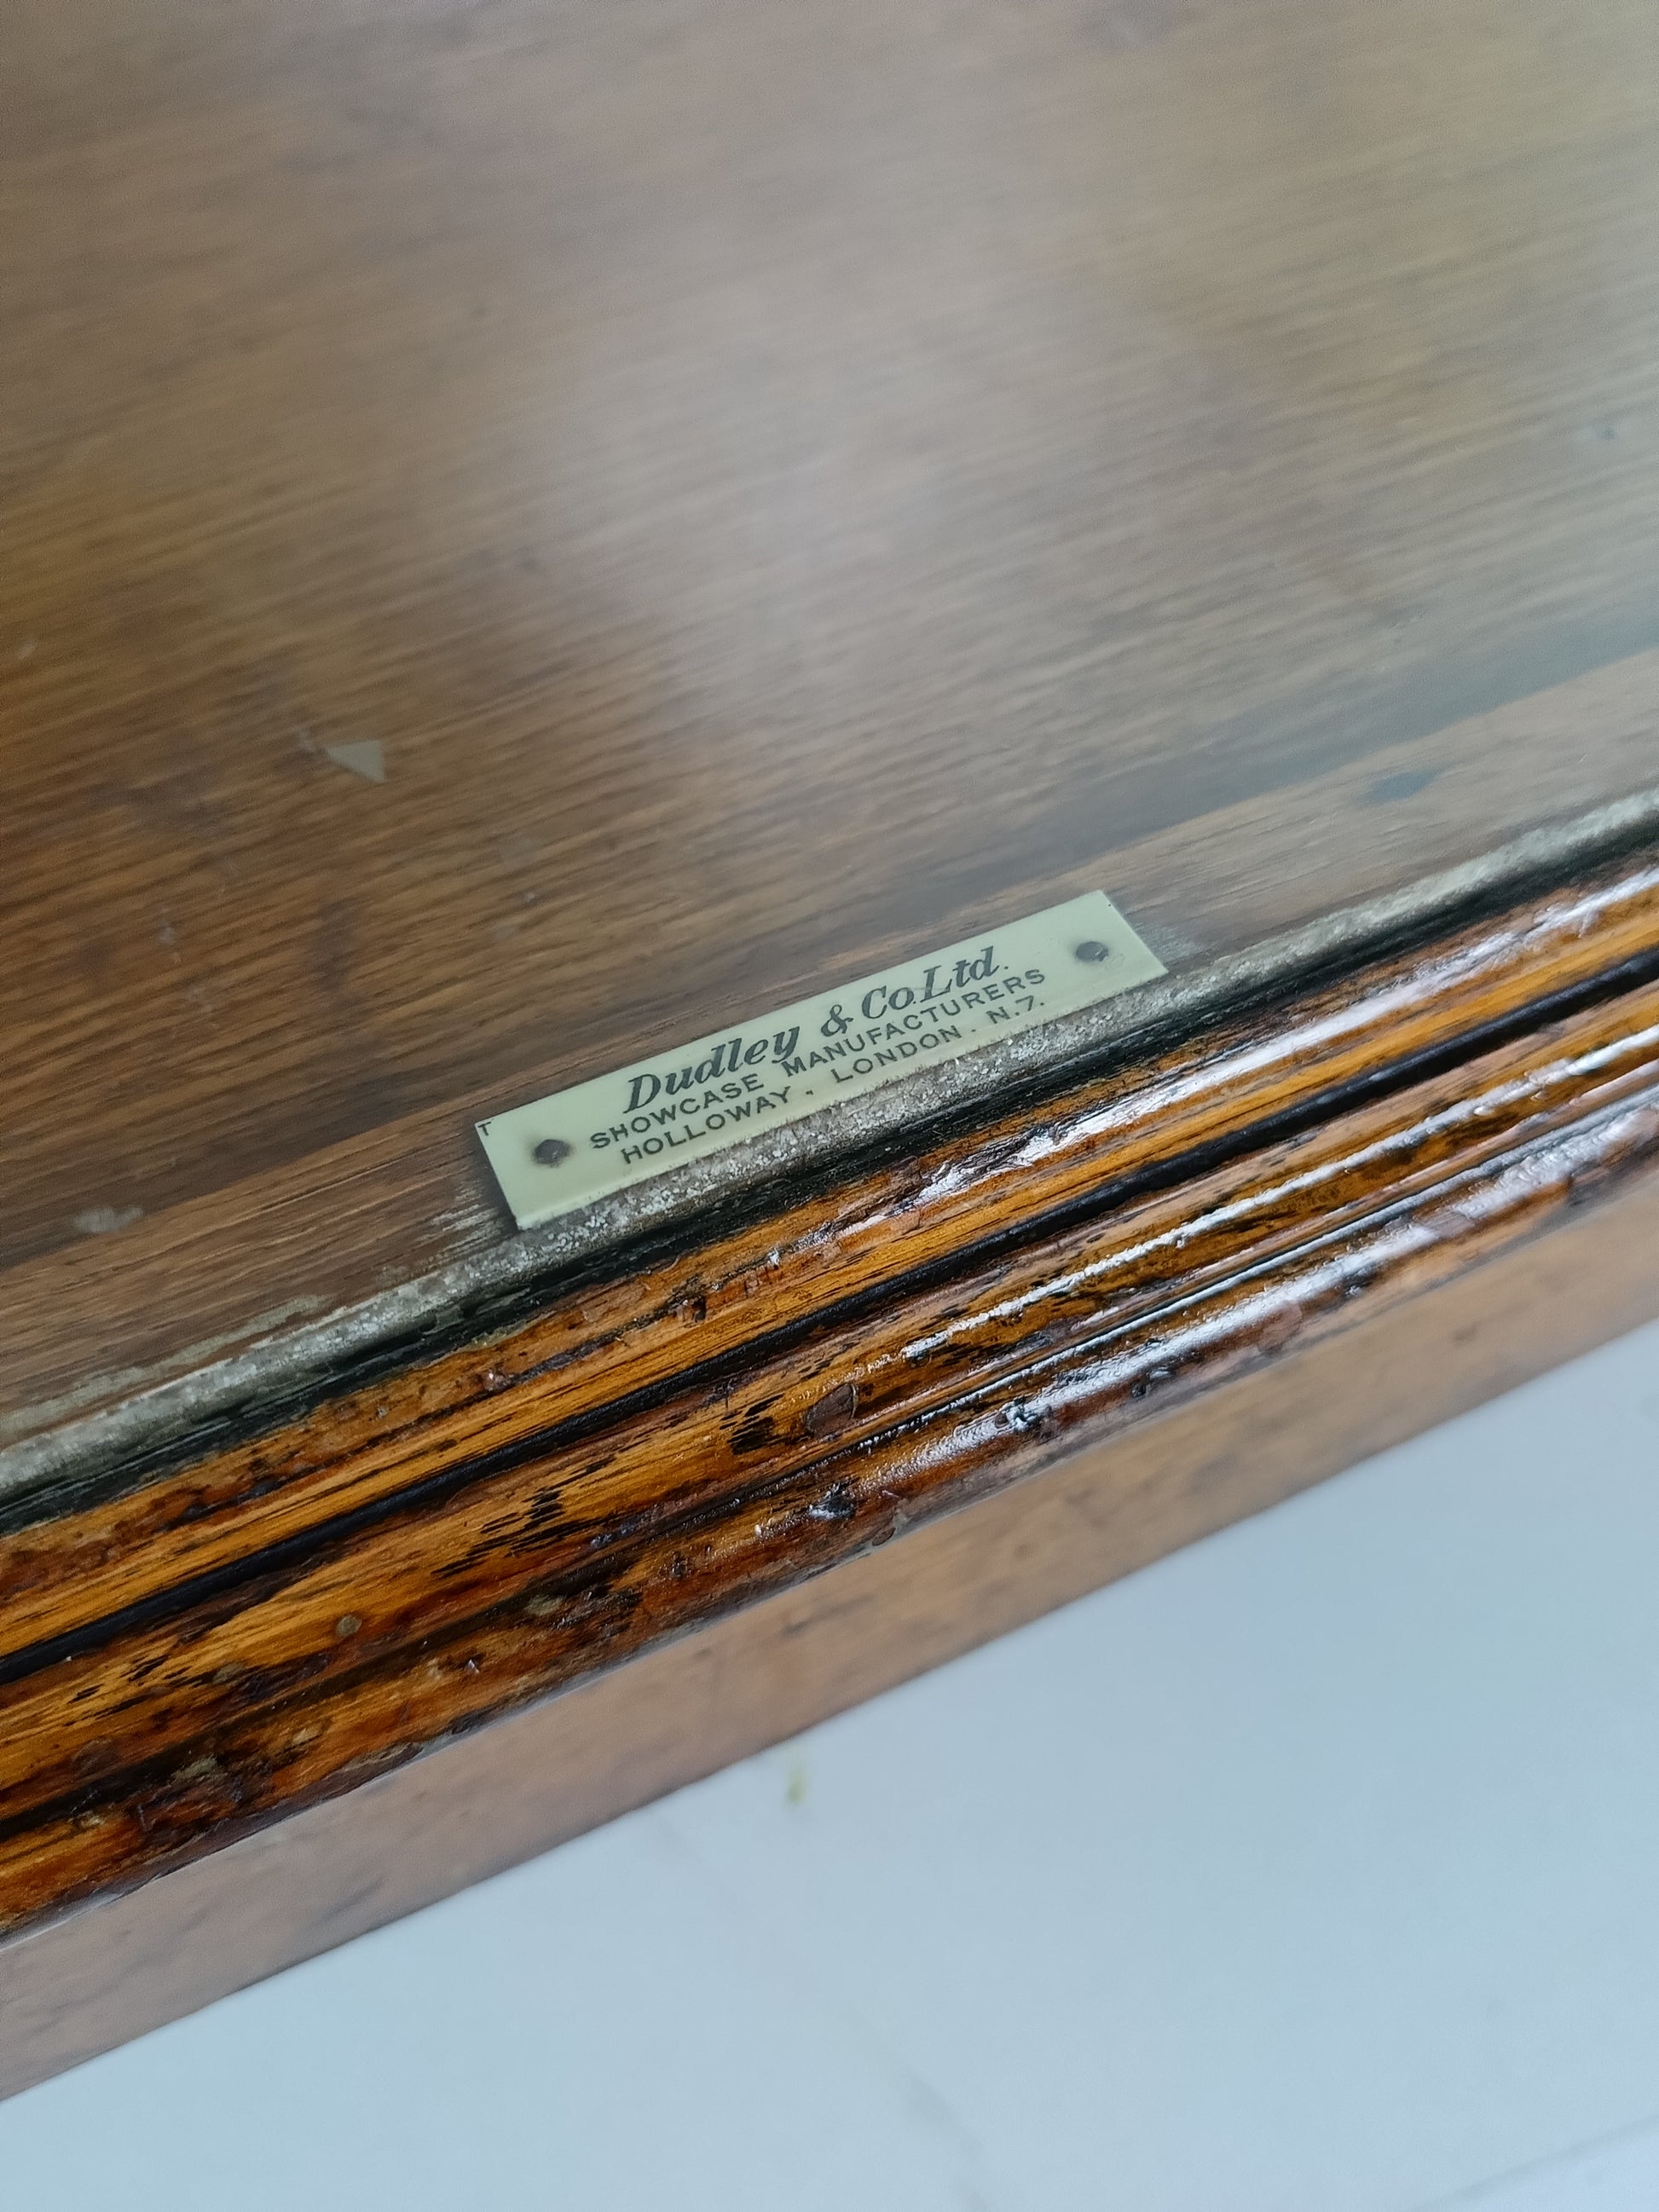 Dudley & Co. Ltd.
SHOWCASE MANUFACTURERS
HOLLOWAY . LONDON . N.7.